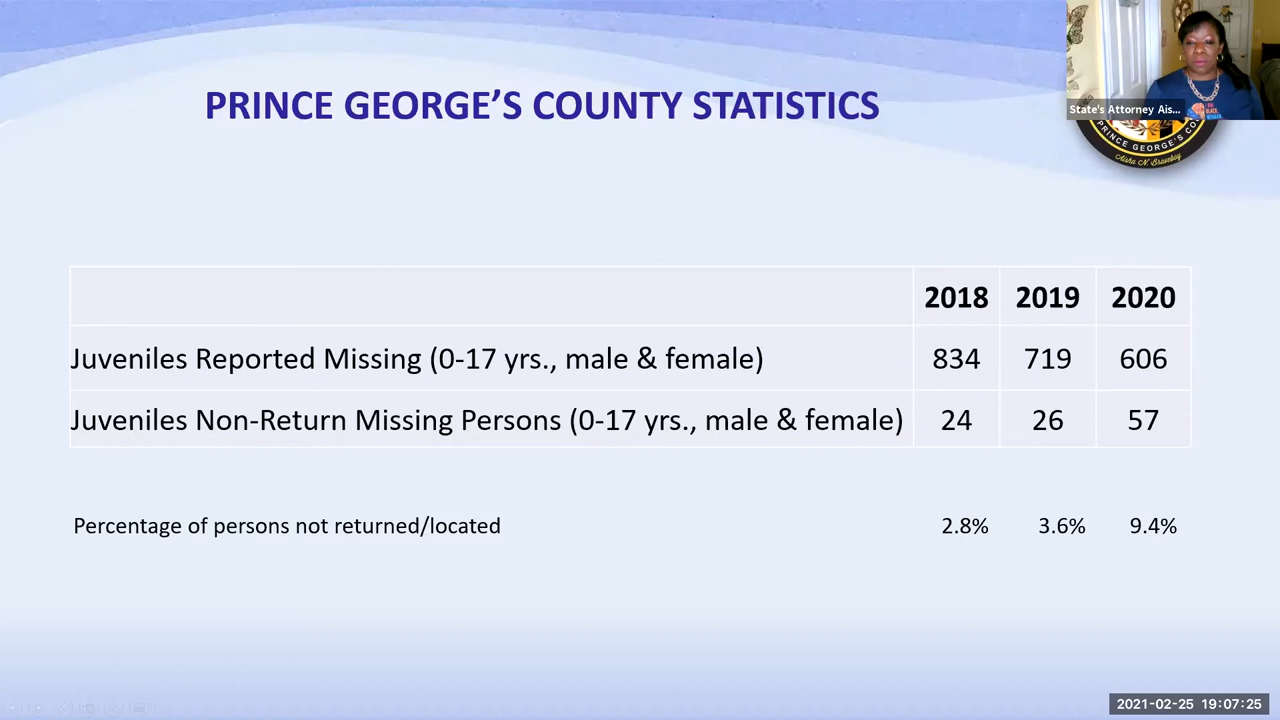 PRINCE GEORGE'S COUNTY STATISTICS
State's Attorney Ais...
PRINCE GEORGE'S CO
Aisha N. Braveboy
2018 2019 2020
Juveniles Reported Missing (0-17 yrs., male & female) 834 719 606
Juveniles Non-Return Missing Persons (0-17 yrs., male & female) 24 26 57
Percentage of persons not returned/located 2.8% 3.6% 9.4%
2021-02-25 19:07:25